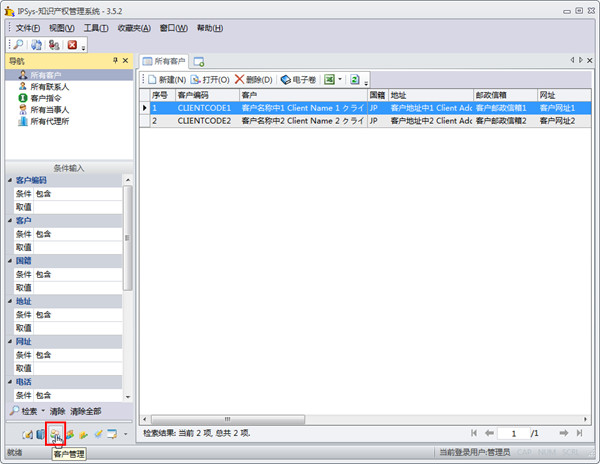 IPSys-知识产权管理系统 - 3.5.2
文件(F) 视图(V) 工具(T) 收藏夹(A) 窗口(W) 帮助(H)
导航
所有客户
所有联系人
客户指令
所有当事人
所有代理所
条件输入
客户编码
条件 包含
取值
客户
条件 包含
取值
国籍
条件 包含
取值
地址
条件 包含
取值
网址
条件 包含
取值
电话
条件 包含
检索 清除 清除全部
客户管理
所有客户
新建(N) 打开(O) 删除(D) 电子卷
序号 客户编码 客户 国籍 地址 邮政信箱 网址
1 CLIENTCODE1 客户名称中1 Client Name 1 クライ JP 客户地址中1 Client Add 客户邮政信箱1 客户网址1
2 CLIENTCODE2 客户名称中2 Client Name 2 クライ JP 客户地址中2 Client Add 客户邮政信箱2 客户网址2
检索结果: 当前 2 项, 总共 2 项.
1 /1
就绪
当前登录用户:管理员
CAP NUM SCRL